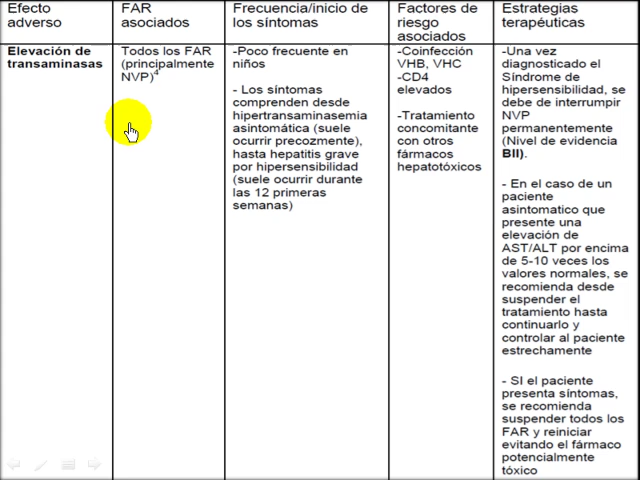 Efecto
adverso
FAR
asociados
Frecuencia/inicio de
los síntomas
Factores de
riesgo
asociados
Estrategias
terapéuticas
Elevación de
transaminasas
Todos los FAR
(principalmente
NVP)4
-Poco frecuente en
niños
- Los síntomas
comprenden desde
hipertransaminasemia
asintomática (suele
ocurrir precozmente),
hasta hepatitis grave
por hipersensibilidad
(suele ocurrir durante
las 12 primeras
semanas)
-Coinfección
VHB, VHC
-CD4
elevados
-Tratamiento
concomitante
con otros
fármacos
hepatotóxicos
-Una vez
diagnosticado el
Síndrome de
hipersensibilidad, se
debe de interrumpir
NVP
permanentemente
(Nivel de evidencia
BII).
- En el caso de un
paciente
asintomatico que
presente una
elevación de
AST/ALT por encima
de 5-10 veces los
valores normales, se
recomienda desde
suspender el
tratamiento hasta
continuarlo y
controlar al paciente
estrechamente
- SI el paciente
presenta síntomas,
se recomienda
suspender todos los
FAR y reiniciar
evitando el fármaco
potencialmente
tóxico